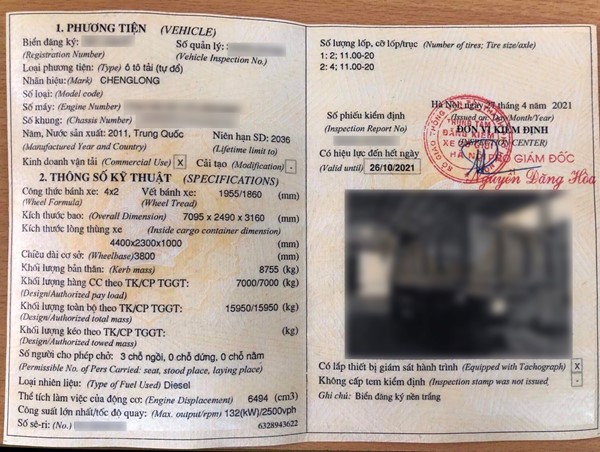 1. PHƯƠNG TIỆN (VEHICLE)
Biển đăng ký:
(Registration Number)
Số quản lý:
(Vehicle Inspection No.)
Loại phương tiện: (Type) Ô tô tải (tự đổ)
Nhãn hiệu: (Mark) CHENGLONG
Số loại: (Model code)
Số máy: (Engine Number)
Số khung: (Chassis Number)
Năm, Nước sản xuất: 2011, Trung Quốc
(Manufactured Year and Country)
Niên hạn SD: 2036
(Lifetime limit to)
Kinh doanh vận tải (Commercial Use) X Cải tạo (Modification) -
2. THÔNG SỐ KỸ THUẬT (SPECIFICATIONS)
Công thức bánh xe: 4x2 Vết bánh xe: 1955/1860 (mm)
(Wheel Formula) (Wheel Tread)
Kích thước bao: (Overall Dimension) 7095 x 2490 x 3160 (mm)
Kích thước lòng thùng xe (Inside cargo container dimension)
4400x2300x1000 (mm)
Chiều dài cơ sở: (Wheelbase) 3800 (mm)
Khối lượng bản thân: (Kerb mass) 8755 (kg)
Khối lượng hàng CC theo TK/CP TGGT: 7000/7000 (kg)
(Design/Authorized pay load)
Khối lượng toàn bộ theo TK/CP TGGT: 15950/15950 (kg)
(Design/Authorized total mass)
Khối lượng kéo theo TK/CP TGGT: (kg)
(Design/Authorized towed mass)
Số người cho phép chở: 3 chỗ ngồi, 0 chỗ đứng, 0 chỗ nằm
(Permissible No. of Pers Carried: seat, stood place, laying place)
Loại nhiên liệu: (Type of Fuel Used) Diesel
Thể tích làm việc của động cơ: (Engine Displacement) 6494 (cm3)
Công suất lớn nhất/tốc độ quay: (Max. output/rpm) 132(kW)/2500vph
Số sê-ri: (No.) 6328943622
Số lượng lốp, cỡ lốp/trục (Number of tires: Tire size/axle)
1: 2; 11.00-20
2: 4; 11.00-20
Hà Nội, ngày 27 tháng 4 năm 2021
(Issued on: Day/Month/Year)
Số phiếu kiểm định
(Inspection Report No)
ĐƠN VỊ KIỂM ĐỊNH
(INSPECTION CENTER)
Có hiệu lực đến hết ngày
(Valid until) 26/10/2021
PHÓ GIÁM ĐỐC
Nguyễn Đăng Hòa
TRUNG TÂM
ĐĂNG KIỂM
XE CƠ GIỚI
HÀ NỘI
Có lắp thiết bị giám sát hành trình (Equipped with Tachograph) X
Không cấp tem kiểm định (Inspection stamp was not issued) -
Ghi chú: Biển đăng ký nền trắng